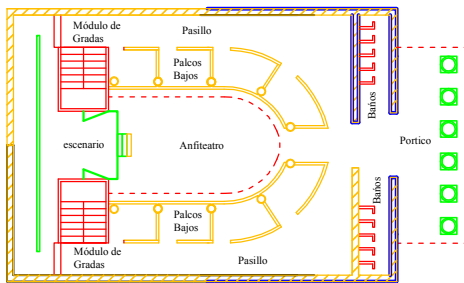 Módulo de
Gradas
Pasillo
Palcos
Bajos
Baños
escenario
Anfiteatro
Portico
Baños
Palcos
Bajos
Módulo de
Gradas
Pasillo